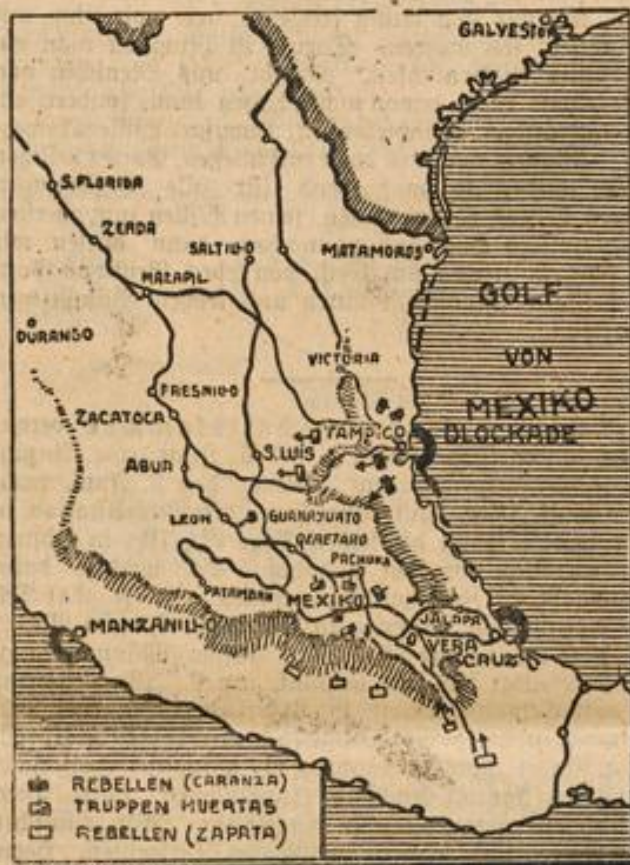 GALVESTON
S. FLORIDA
ZERDA
SALTILLO
MATAMOROS
MAZAPIL
GOLF
VON
MEXIKO
DURANGO
VICTORIA
FRESNILLO
ZACATOCA
TAMPICO
BLOCKADE
S. LUIS
AGUA
LEON
GUANAJUATO
QERETARO
PACHUKA
PATAMBAN
MEXIKO
JALAPA
MANZANILLO
VERA
CRUZ
REBELLEN (CARANZA)
TRUPPEN HUERTAS
REBELLEN (ZAPATA)